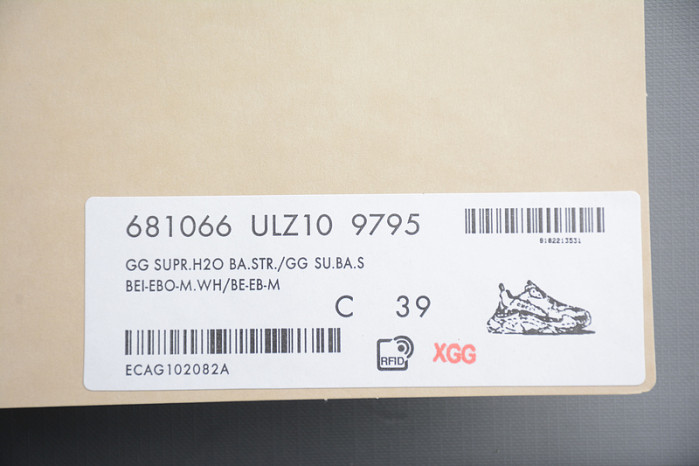 681066 ULZ10 9795
0182213531
GG SUPR.H2O BA.STR./GG SU.BA.S
BEI-EBO-M.WH/BE-EB-M
C 39
ECAG102082A
RFID
XGG